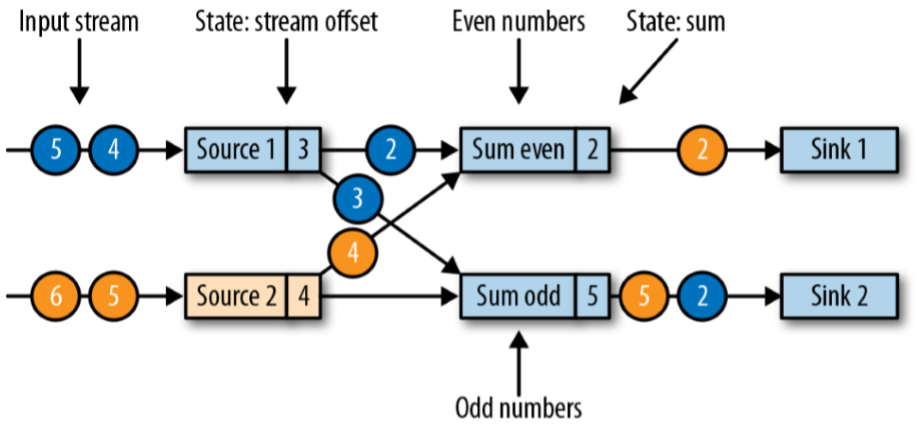 Input stream
State: stream offset
Even numbers
State: sum
5
4
Source 1
3
2
Sum even
2
2
Sink 1
3
4
6
5
Source 2
4
Sum odd
5
5
2
Sink 2
Odd numbers